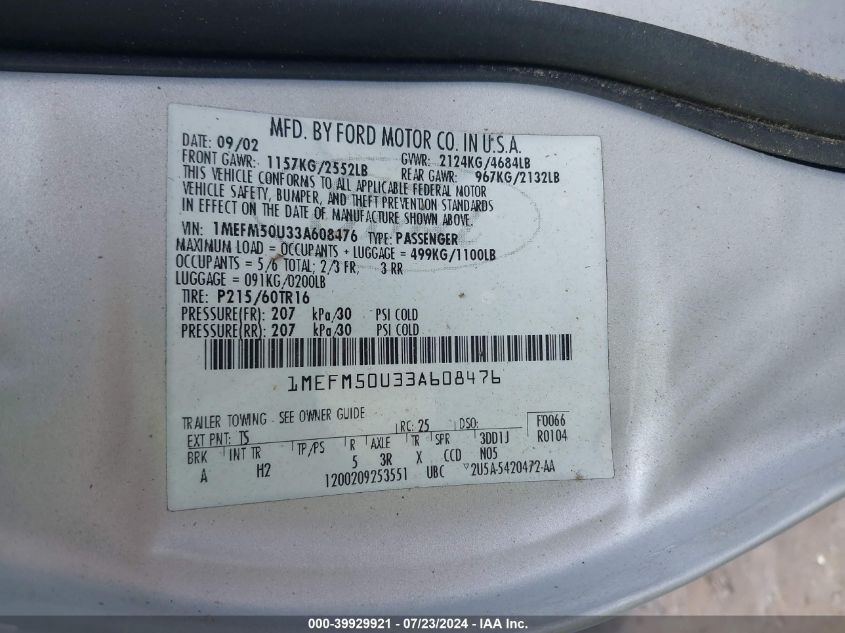 MFD. BY FORD MOTOR CO. IN U.S.A.
DATE: 09/02
FRONT GAWR: 1157KG/2552LB GVWR: 2124KG/4684LB
REAR GAWR: 967KG/2132LB
THIS VEHICLE CONFORMS TO ALL APPLICABLE FEDERAL MOTOR
VEHICLE SAFETY, BUMPER, AND THEFT PREVENTION STANDARDS
IN EFFECT ON THE DATE OF MANUFACTURE SHOWN ABOVE.
VIN: 1MEFM50U33A608476 TYPE: PASSENGER
MAXIMUM LOAD = OCCUPANTS + LUGGAGE = 499KG/1100LB
OCCUPANTS = 5/6 TOTAL; 2/3 FR, 3 RR
LUGGAGE = 091KG/0200LB
TIRE: P215/60TR16
PRESSURE(FR): 207 kPa/30 PSI COLD
PRESSURE(RR): 207 kPa/30 PSI COLD
1MEFM50U33A608476
TRAILER TOWING - SEE OWNER GUIDE
EXT PNT: TS RC: 25 DSO: F0066
BRK INT TR TP/PS R AXLE TR SPR 3DD1J R0104
A H2 5 3R X CCD N05
1200209253551 UBC 2U5A-5420472-AA
000-39929921 / 07/23/2024 / © IAA, Inc.